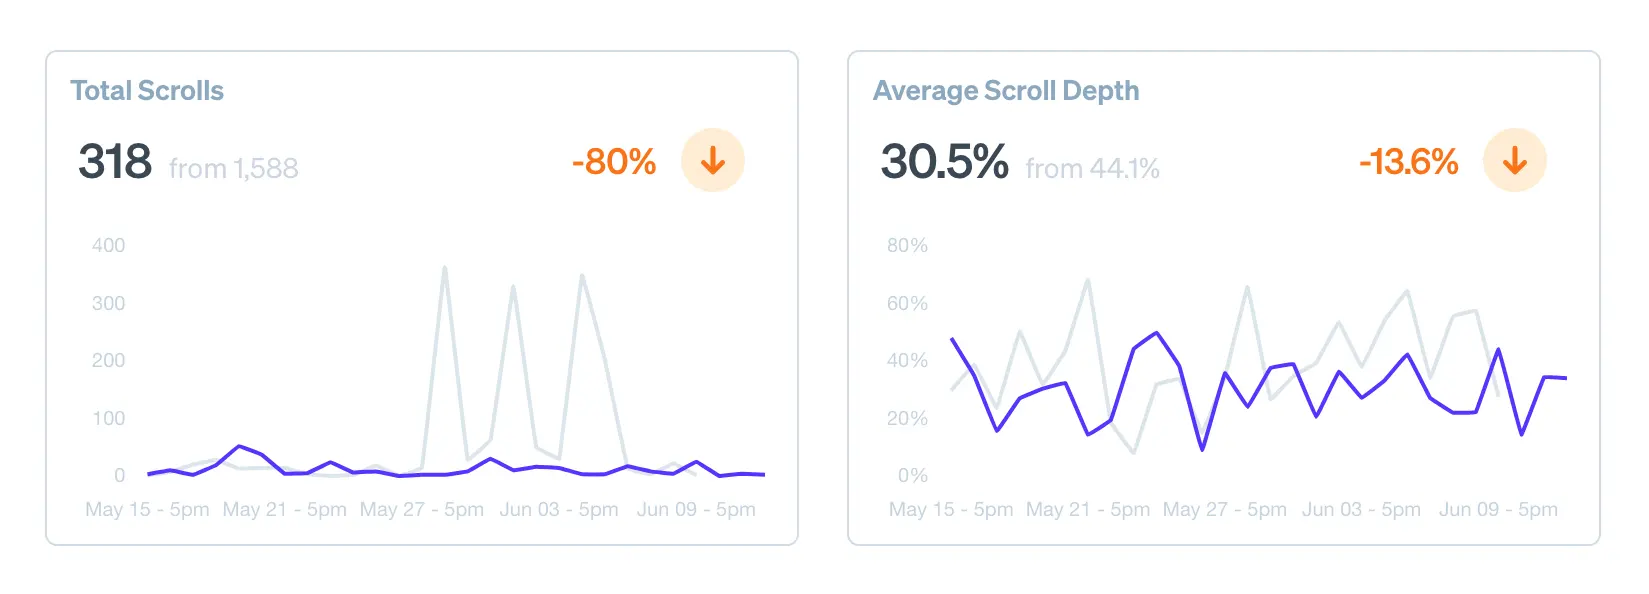 Total Scrolls
318 from 1,588 -80%
400
300
200
100
0
May 15 - 5pm May 21 - 5pm May 27 - 5pm Jun 03 - 5pm Jun 09 - 5pm
Average Scroll Depth
30.5% from 44.1% -13.6%
80%
60%
40%
20%
0%
May 15 - 5pm May 21 - 5pm May 27 - 5pm Jun 03 - 5pm Jun 09 - 5pm